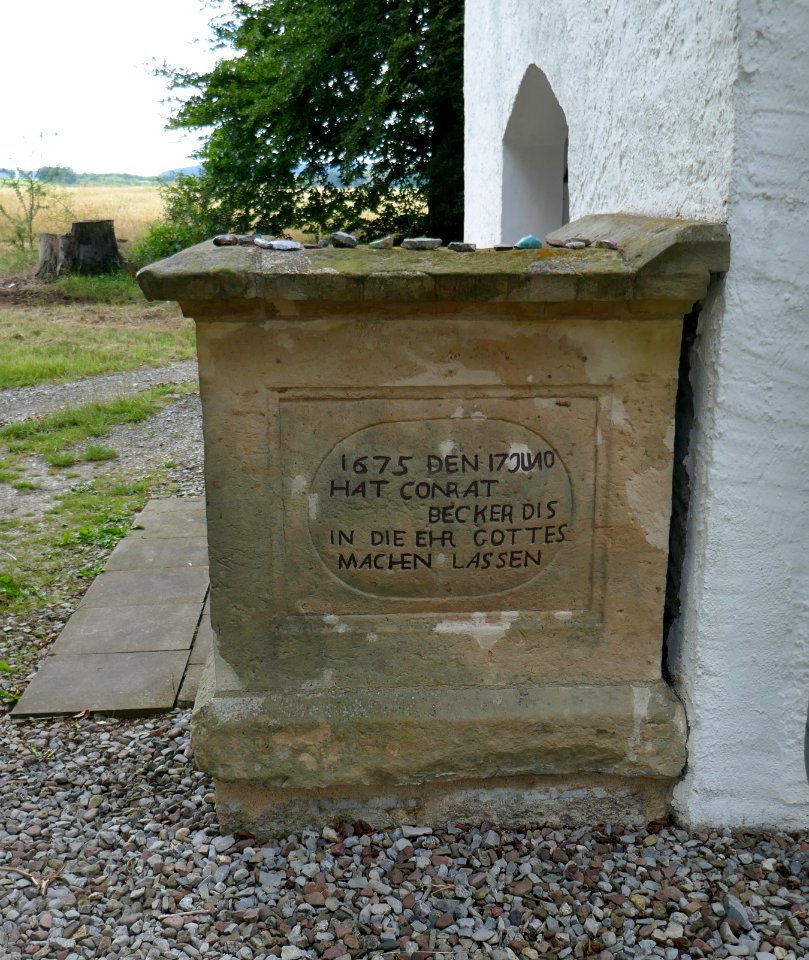 1675 DEN 17 JUNIO
HAT CONRAT
BECKER DIS
IN DIE EHR GOTTES
MACHEN LASSEN